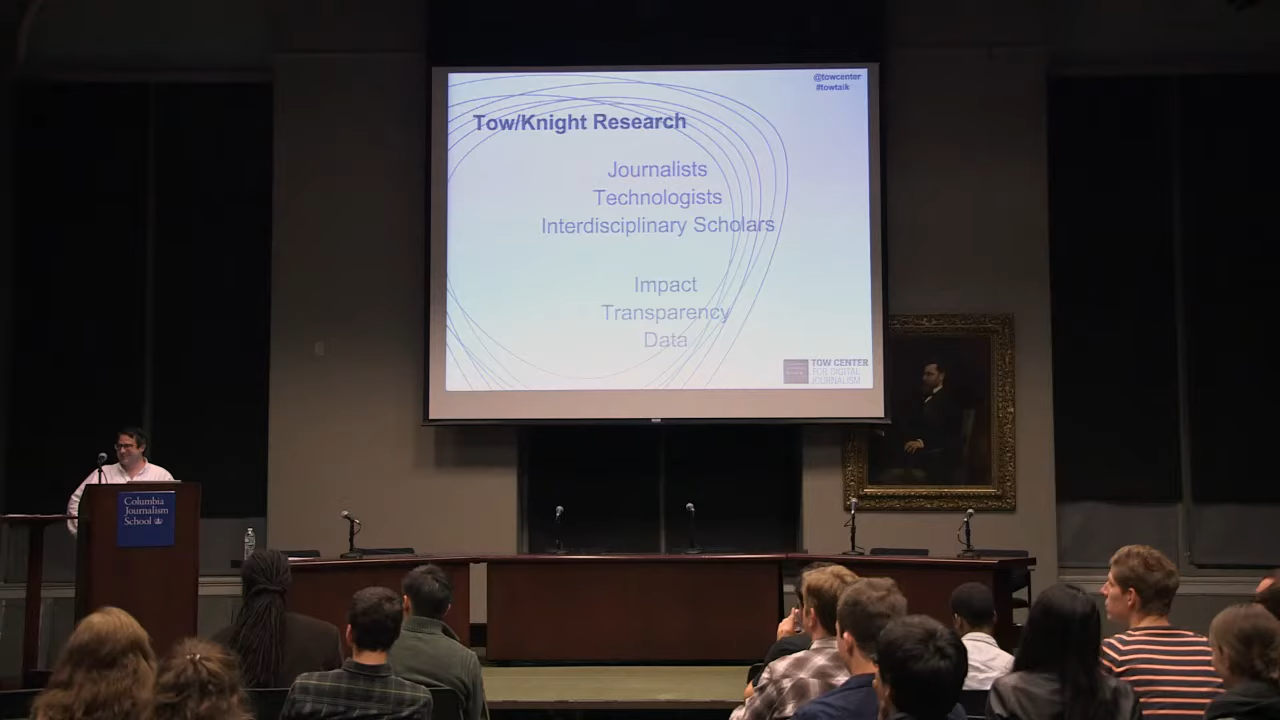 @towcenter
#towtalk
Tow/Knight Research
Journalists
Technologists
Interdisciplinary Scholars
Impact
Transparency
Data
TOW CENTER
FOR DIGITAL
JOURNALISM
Columbia
Journalism
School